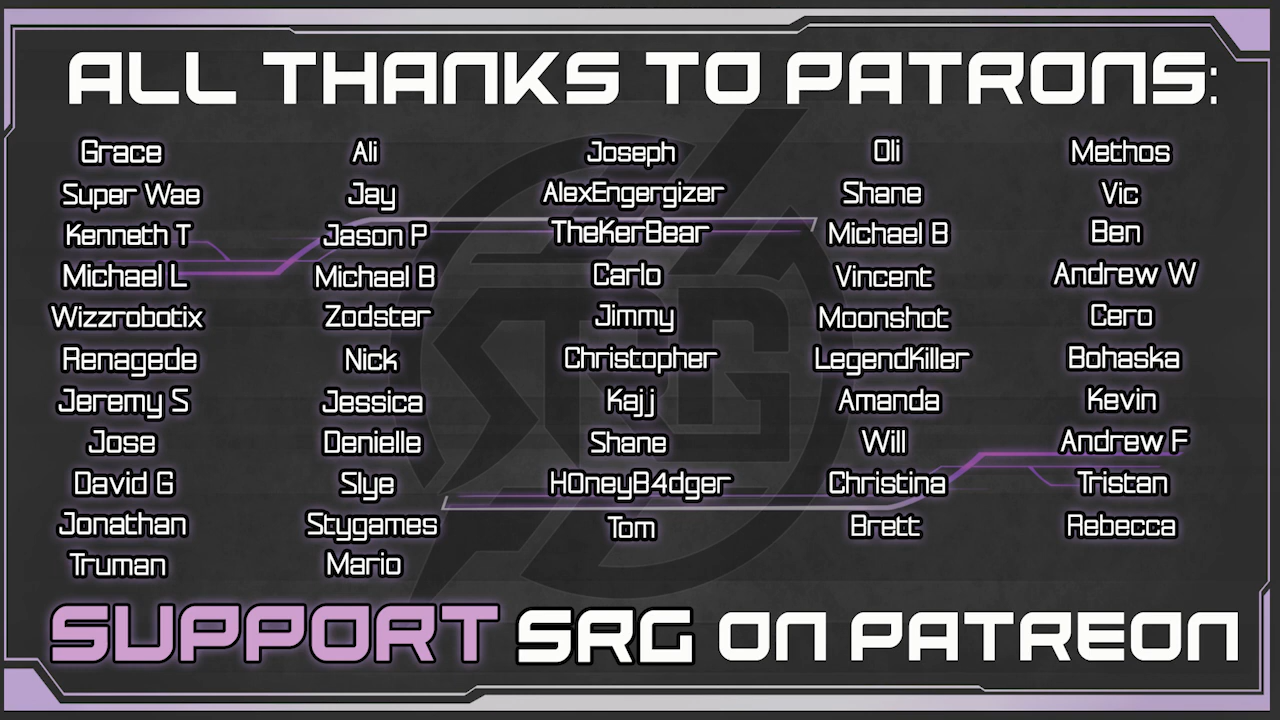 ALL THANKS TO PATRONS:
Grace Ali Joseph Oli Methos
Super Wae Jay AlexEngergizer Shane Vic
Kenneth T Jason P TheKerBear Michael B Ben
Michael L Michael B Carlo Vincent Andrew W
Wizzrobotix Zodster Jimmy Moonshot Cero
Renagede Nick Christopher LegendKiller Bohaska
Jeremy S Jessica Kajj Amanda Kevin
Jose Denielle Shane Will Andrew F
David G Slye H0neyB4dger Christina Tristan
Jonathan Stygames Tom Brett Rebecca
Truman Mario
SUPPORT SRG ON PATREON